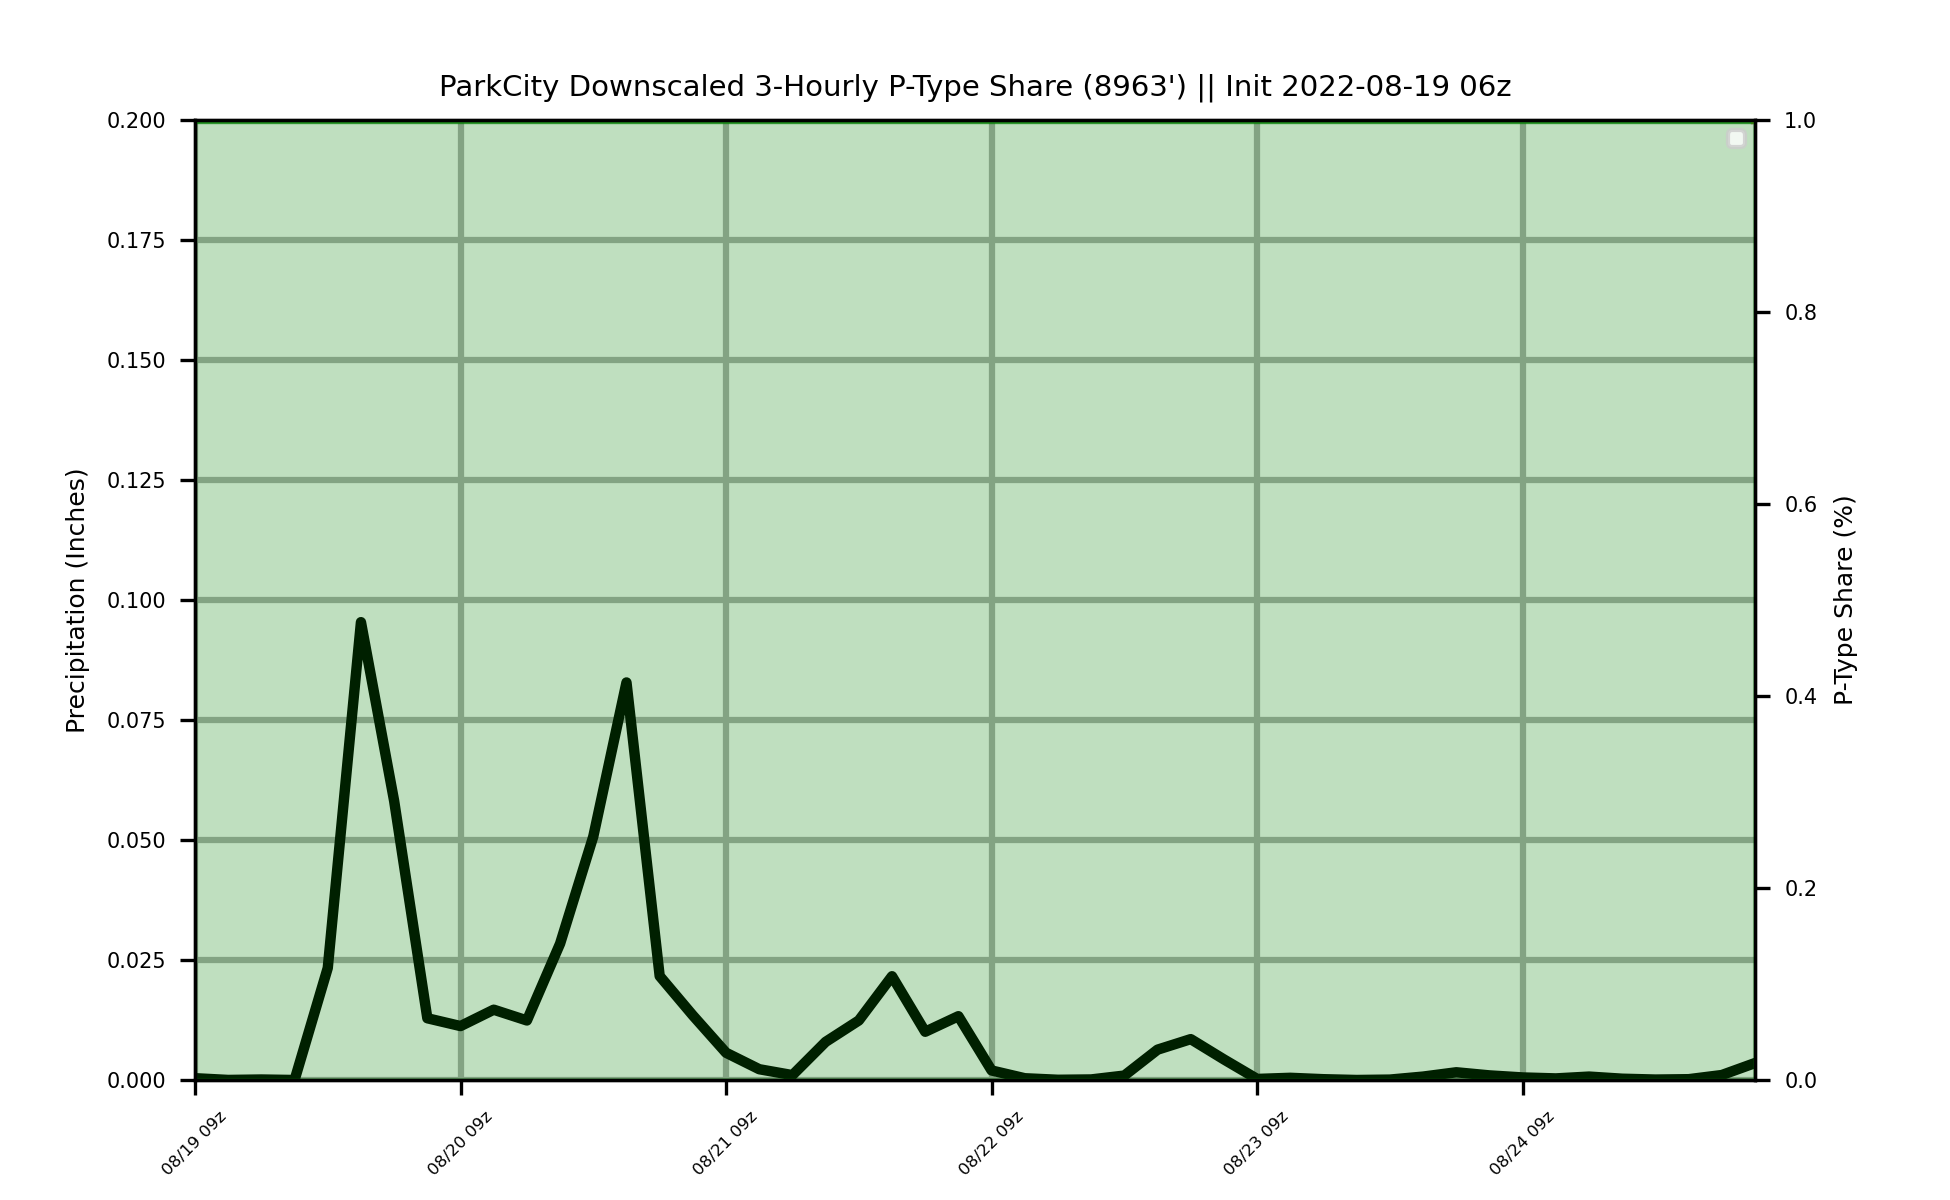 ParkCity Downscaled 3-Hourly P-Type Share (8963') || Init 2022-08-19 06z
0.200
0.175
0.150
0.125
0.100
0.075
0.050
0.025
0.000
Precipitation (Inches)
1.0
0.8
0.6
0.4
0.2
0.0
P-Type Share (%)
08/19 09z
08/20 09z
08/21 09z
08/22 09z
08/23 09z
08/24 09z